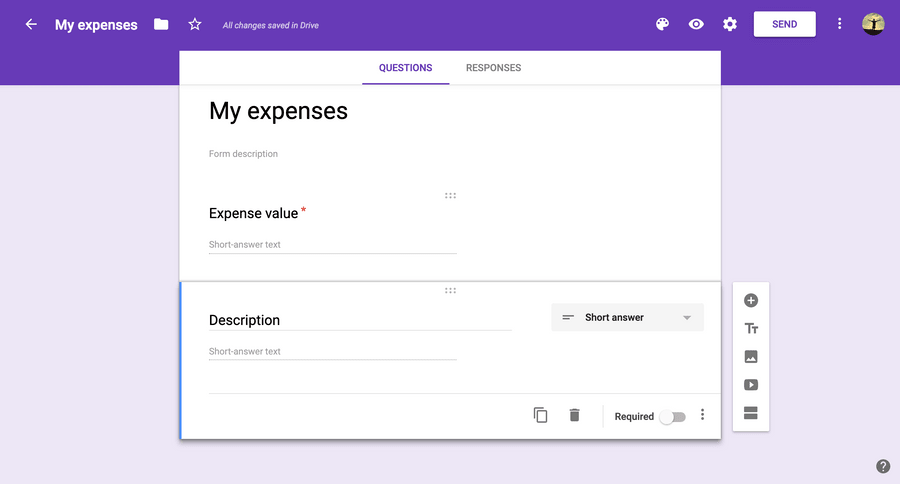 My expenses
All changes saved in Drive
SEND
QUESTIONS
RESPONSES
My expenses
Form description
Expense value *
Short-answer text
Description
Short answer
Short-answer text
Required